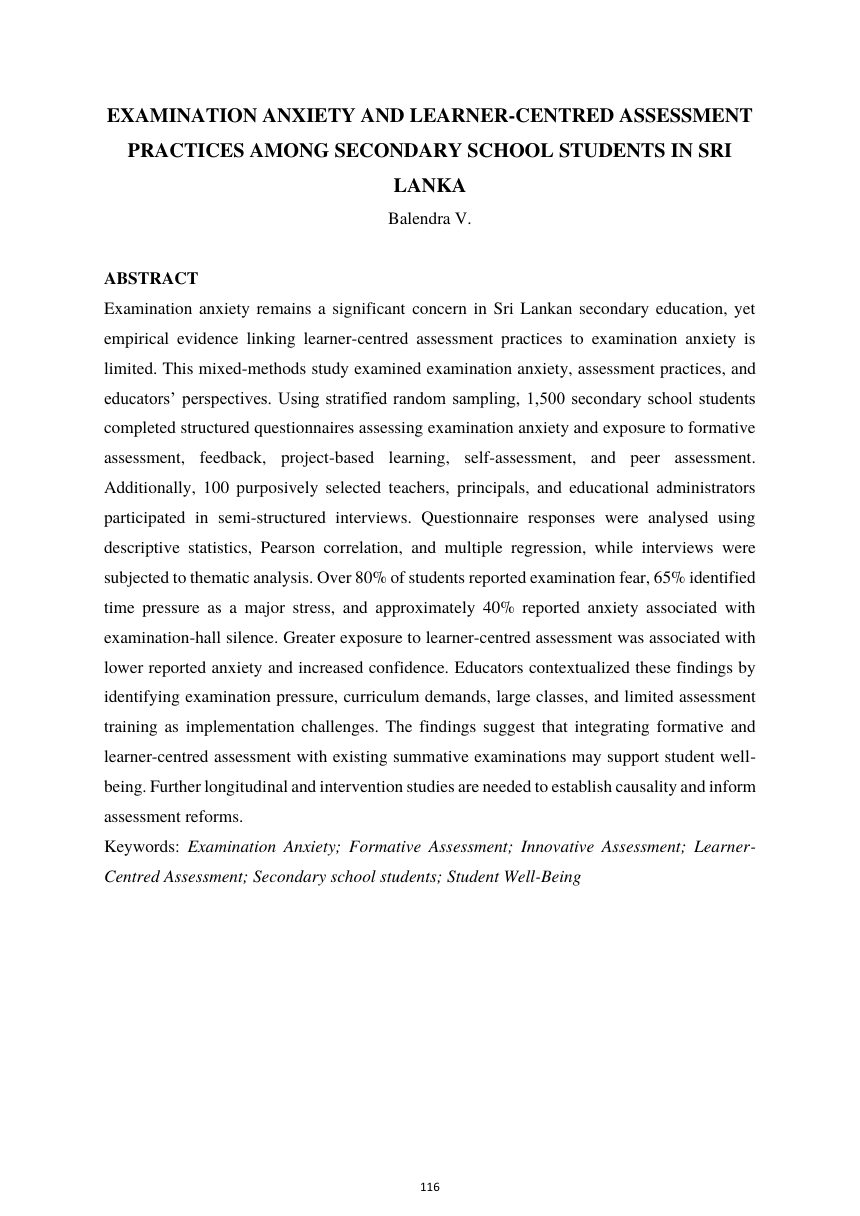 EXAMINATION ANXIETY AND LEARNER-CENTRED ASSESSMENT
PRACTICES AMONG SECONDARY SCHOOL STUDENTS IN SRI
LANKA
Balendra V.
ABSTRACT
Examination anxiety remains a significant concern in Sri Lankan secondary education, yet
empirical evidence linking learner-centred assessment practices to examination anxiety is
limited. This mixed-methods study examined examination anxiety, assessment practices, and
educators’ perspectives. Using stratified random sampling, 1,500 secondary school students
completed structured questionnaires assessing examination anxiety and exposure to formative
assessment, feedback, project-based learning, self-assessment, and peer assessment.
Additionally, 100 purposively selected teachers, principals, and educational administrators
participated in semi-structured interviews. Questionnaire responses were analysed using
descriptive statistics, Pearson correlation, and multiple regression, while interviews were
subjected to thematic analysis. Over 80% of students reported examination fear, 65% identified
time pressure as a major stress, and approximately 40% reported anxiety associated with
examination-hall silence. Greater exposure to learner-centred assessment was associated with
lower reported anxiety and increased confidence. Educators contextualized these findings by
identifying examination pressure, curriculum demands, large classes, and limited assessment
training as implementation challenges. The findings suggest that integrating formative and
learner-centred assessment with existing summative examinations may support student well-
being. Further longitudinal and intervention studies are needed to establish causality and inform
assessment reforms.
Keywords: Examination Anxiety; Formative Assessment; Innovative Assessment; Learner-
Centred Assessment; Secondary school students; Student Well-Being
116